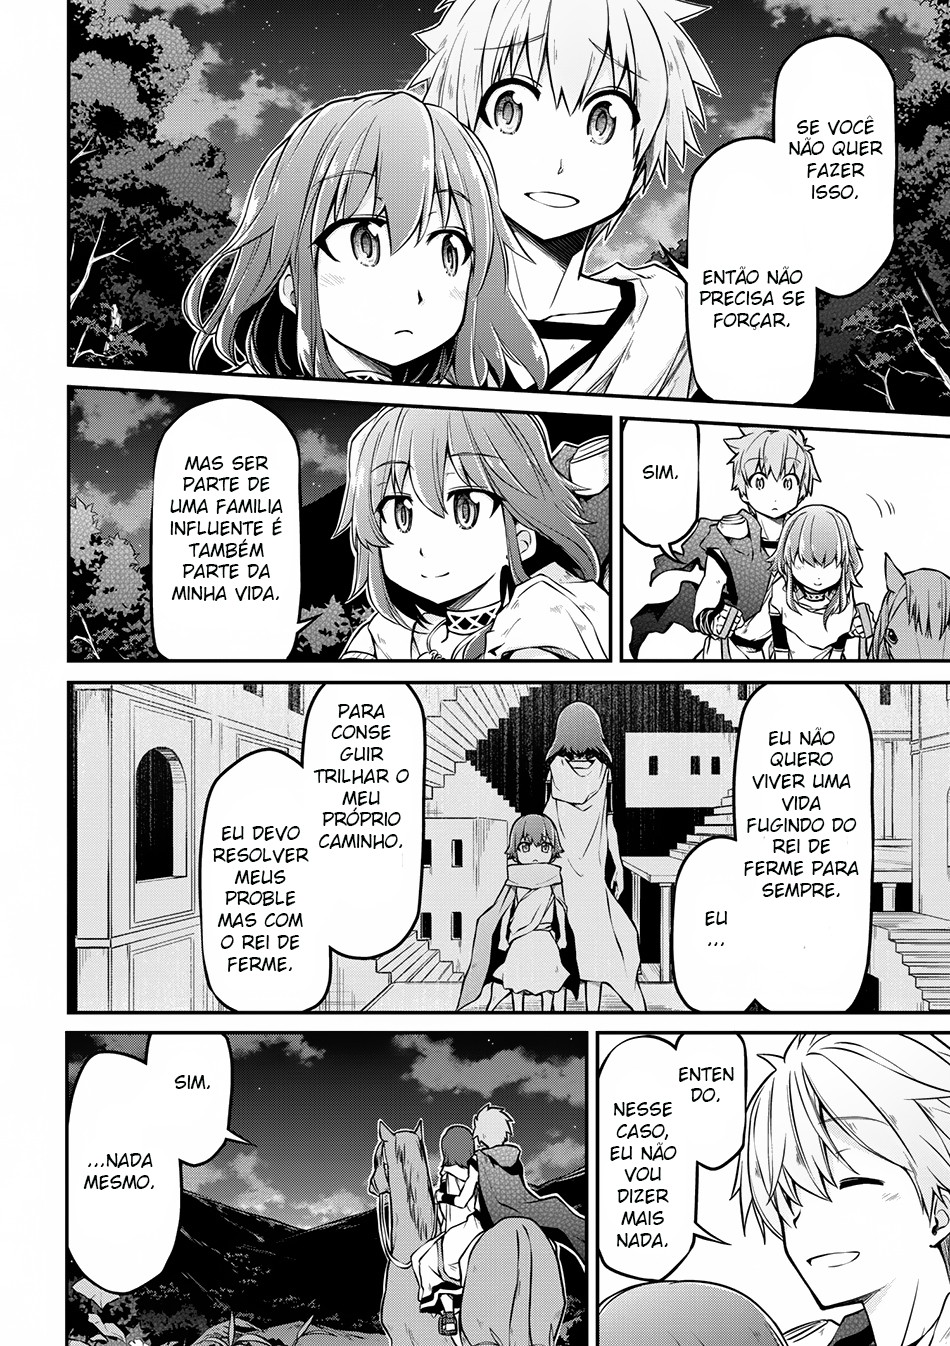 SE VOCÊ
NÃO QUER
FAZER
ISSO.
ENTÃO NÃO
PRECISA SE
FORÇAR.
SIM.
MAS SER
PARTE DE
UMA FAMILIA
INFLUENTE É
TAMBÉM
PARTE DA
MINHA VIDA.
EU NÃO
QUERO
VIVER UMA
VIDA
FUGINDO DO
REI DE
FERME PARA
SEMPRE.
EU
...
PARA
CONSE
GUIR
TRILHAR O
MEU
PRÓPRIO
CAMINHO.
EU DEVO
RESOLVER
MEUS
PROBLE
MAS COM
O REI DE
FERME.
ENTEN
DO.
NESSE
CASO,
EU NÃO
VOU
DIZER
MAIS
NADA.
SIM.
...NADA
MESMO.